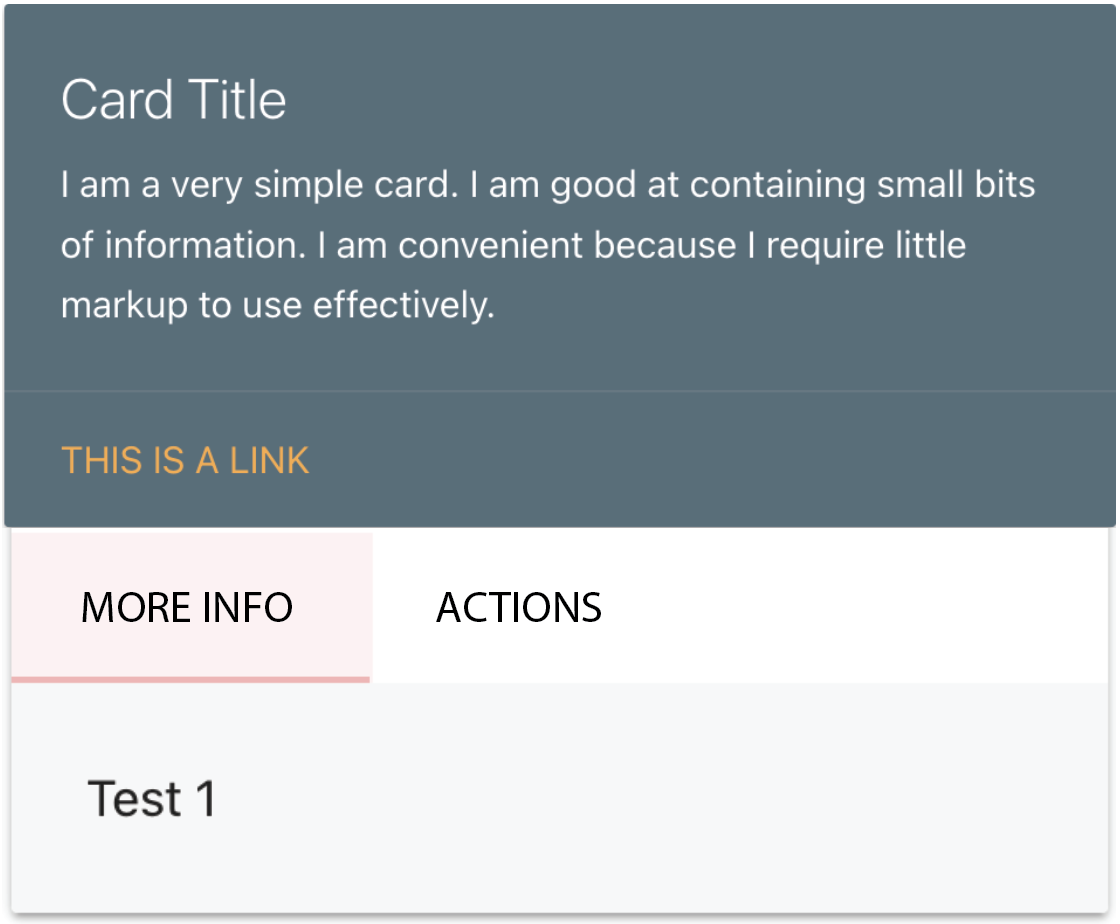 Card Title
I am a very simple card. I am good at containing small bits
of information. I am convenient because I require little
markup to use effectively.
THIS IS A LINK
MORE INFO ACTIONS
Test 1